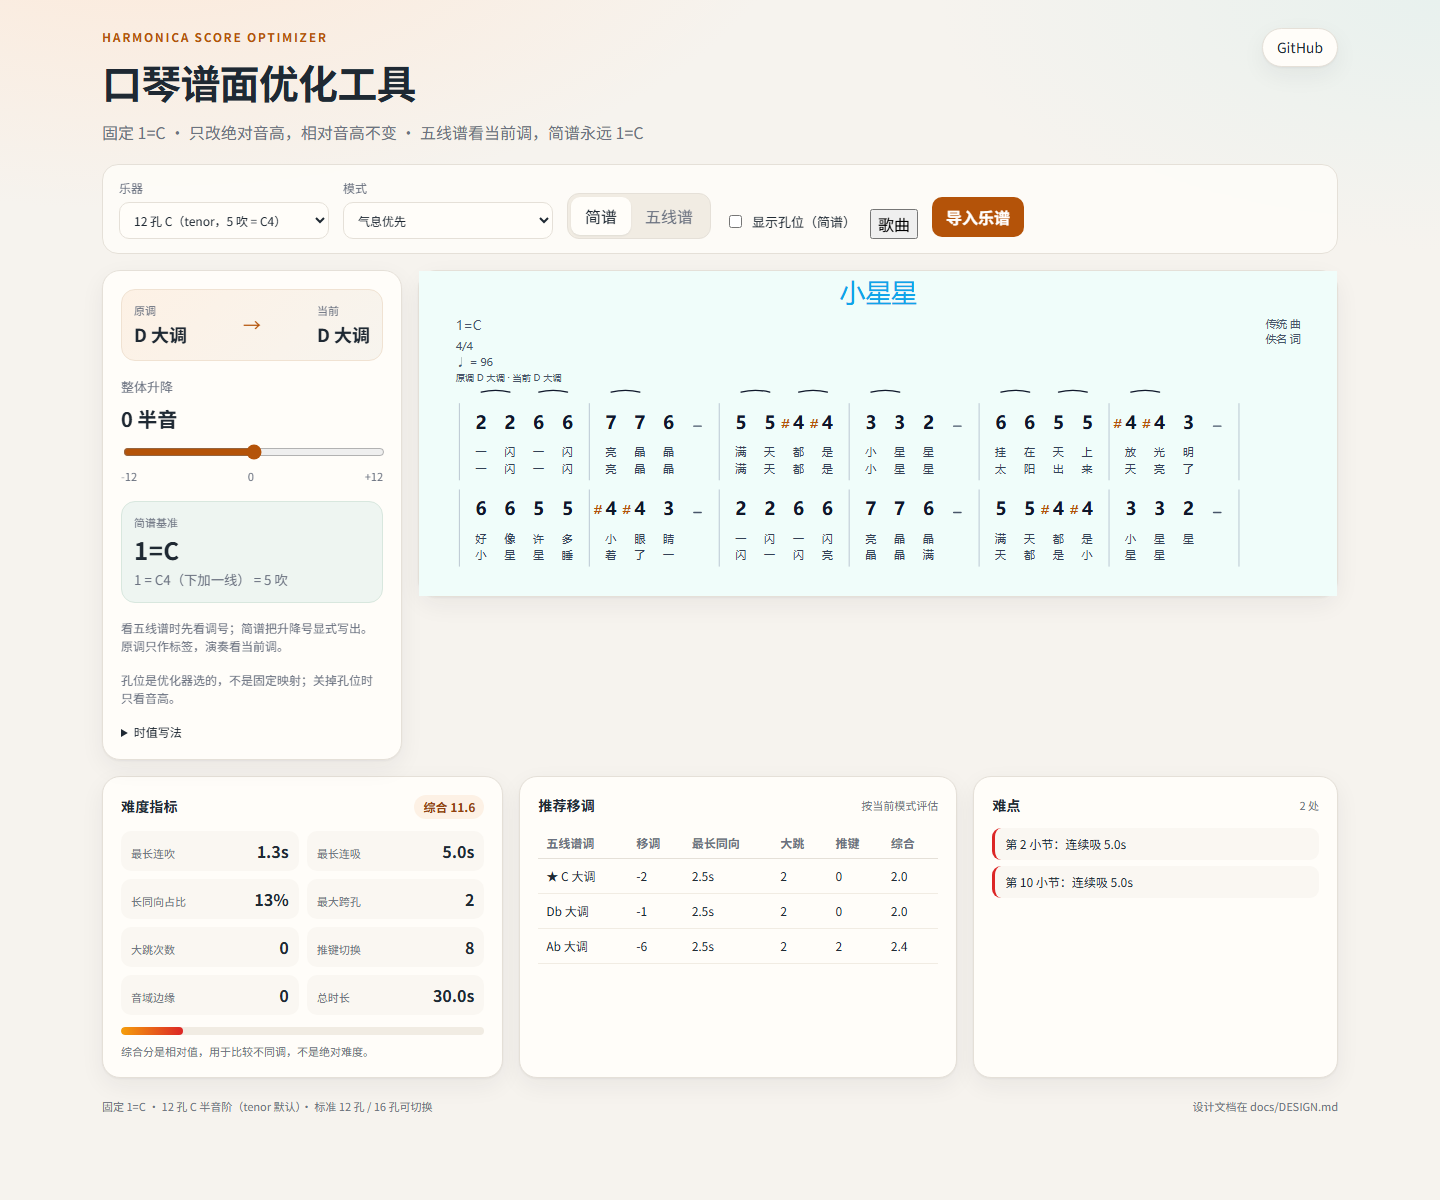 HARMONICA SCORE OPTIMIZER
GitHub
口琴谱面优化工具
固定 1=C · 只改绝对音高，相对音高不变 · 五线谱看当前调，简谱永远 1=C
乐器
模式
12 孔 C（tenor，5 吹 = C4）
气息优先
简谱
五线谱
显示孔位（简谱）
歌曲
导入乐谱
原调
D 大调
→
当前
D 大调
整体升降
0 半音
-12 0 +12
简谱基准
1=C
1 = C4（下加一线） = 5 吹
看五线谱时先看调号；简谱把升降号显式写出。
原调只作标签，演奏看当前调。
孔位是优化器选的，不是固定映射；关掉孔位时
只看音高。
▶ 时值写法
小星星
1=C
4/4
♩ = 96
原调 D 大调 · 当前 D 大调
传统 曲
佚名 词
2 2 6 6 7 7 6 – 5 5 #4 #4 3 3 2 – 6 6 5 5 #4 #4 3 –
一 闪 一 闪 亮 晶 晶 满 天 都 是 小 星 星 挂 在 天 上 放 光 明
一 闪 一 闪 亮 晶 晶 满 天 都 是 小 星 星 太 阳 出 来 天 亮 了
6 6 5 5 #4 #4 3 – 2 2 6 6 7 7 6 – 5 5 #4 #4 3 3 2 –
好 像 许 多 小 眼 睛 一 闪 一 闪 亮 晶 晶 满 天 都 是 小 星 星
小 星 星 睡 着 了 一 闪 一 闪 亮 晶 晶 满 天 都 是 小 星 星
难度指标
综合 11.6
最长连吹 1.3s
最长连吸 5.0s
长同向占比 13%
最大跨孔 2
大跳次数 0
推键切换 8
音域边缘 0
总时长 30.0s
综合分是相对值，用于比较不同调，不是绝对难度。
推荐移调
按当前模式评估
五线谱调 移调 最长同向 大跳 推键 综合
★ C 大调 -2 2.5s 2 0 2.0
Db 大调 -1 2.5s 2 0 2.0
Ab 大调 -6 2.5s 2 2 2.4
难点
2 处
第 2 小节：连续吸 5.0s
第 10 小节：连续吸 5.0s
固定 1=C · 12 孔 C 半音阶（tenor 默认）· 标准 12 孔 / 16 孔可切换
设计文档在 docs/DESIGN.md